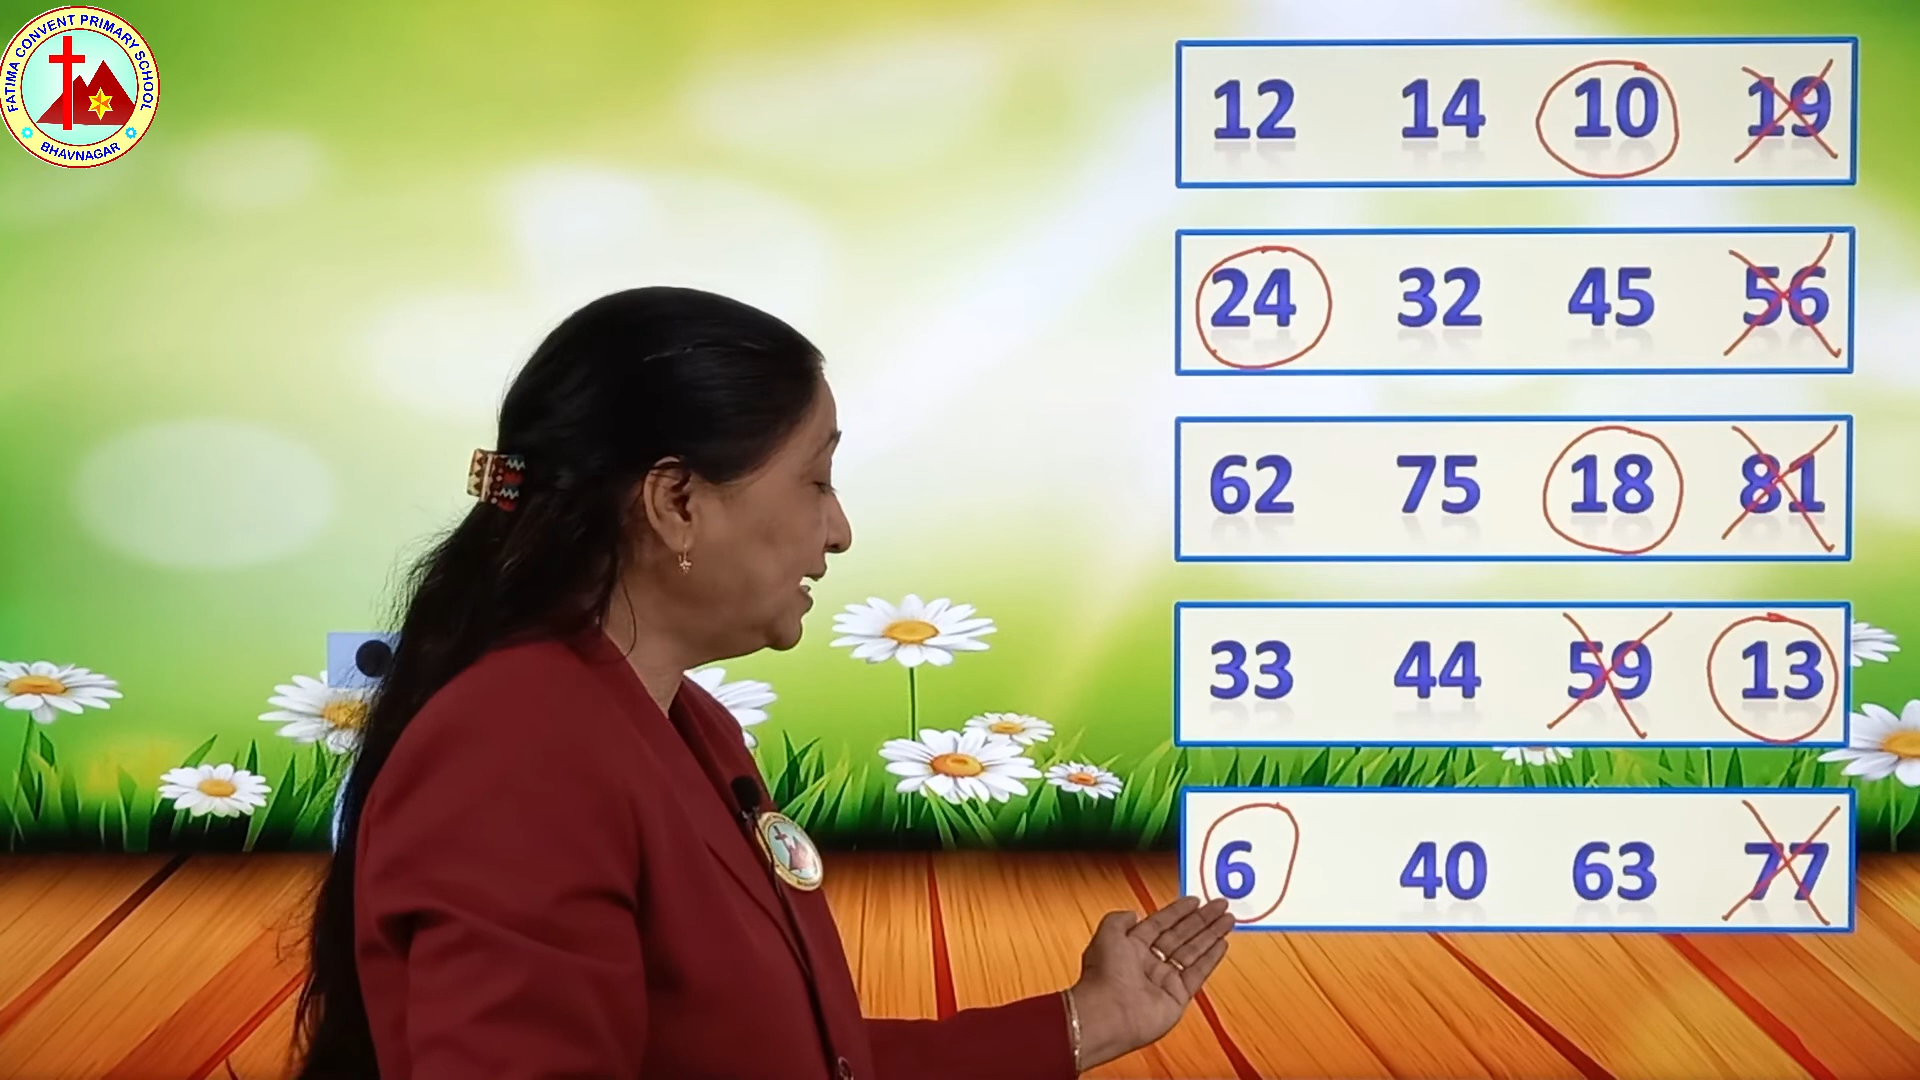 FATIMA CONVENT PRIMARY SCHOOL
BHAVNAGAR
12 14 10 19
24 32 45 56
62 75 18 81
33 44 59 13
6 40 63 77